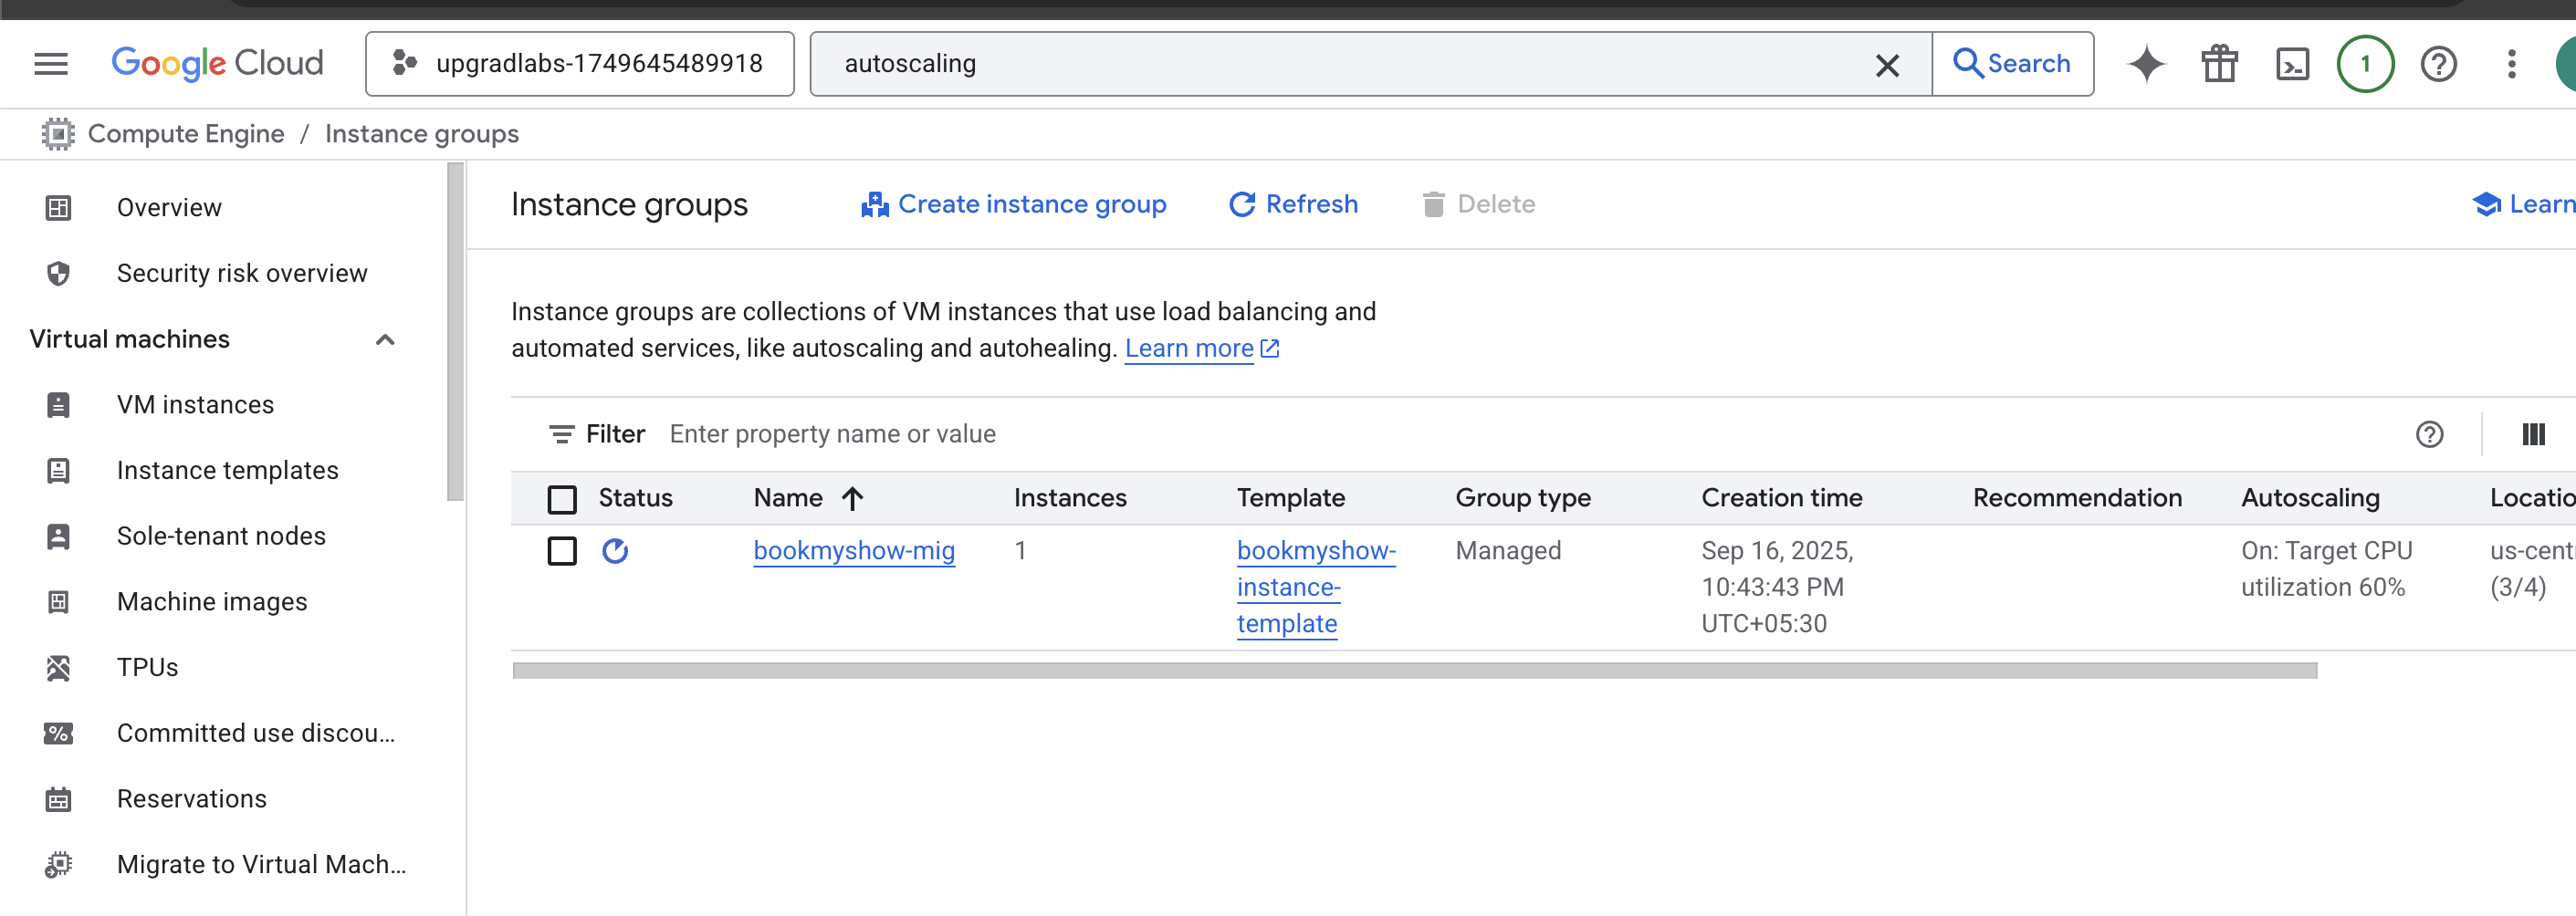 Google Cloud
upgradlabs-1749645489918
autoscaling
Search
1
Compute Engine / Instance groups
Overview
Security risk overview
Virtual machines
VM instances
Instance templates
Sole-tenant nodes
Machine images
TPUs
Committed use discou...
Reservations
Migrate to Virtual Mach...
Instance groups
Create instance group
Refresh
Delete
Learn
Instance groups are collections of VM instances that use load balancing and
automated services, like autoscaling and autohealing. Learn more
Filter Enter property name or value
Status Name Instances Template Group type Creation time Recommendation Autoscaling Locatio
bookmyshow-mig 1 bookmyshow- Managed Sep 16, 2025, On: Target CPU us-cent
instance- 10:43:43 PM utilization 60% (3/4)
template UTC+05:30